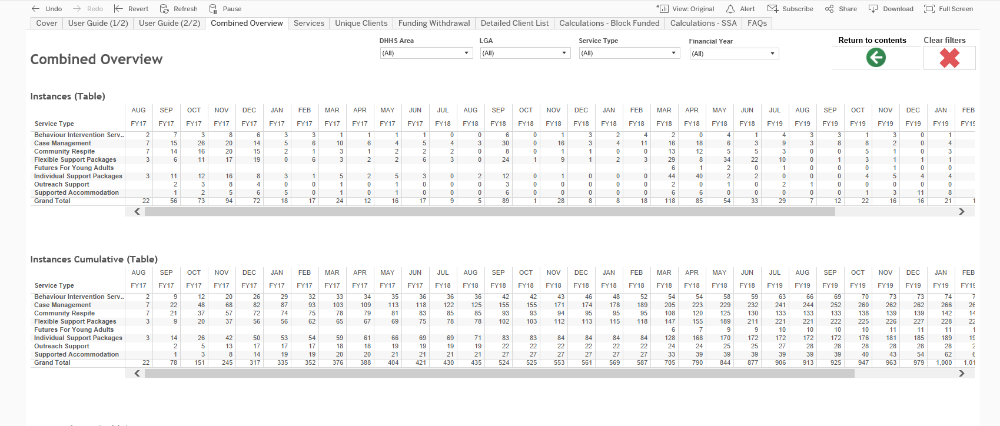 Undo Redo Revert Refresh Pause View: Original Alert Subscribe Share Download Full Screen
Cover User Guide (1/2) User Guide (2/2) Combined Overview Services Unique Clients Funding Withdrawal Detailed Client List Calculations - Block Funded Calculations - SSA FAQs
DHHS Area LGA Service Type Financial Year Return to contents Clear filters
(All) (All) (All) (All)
Combined Overview
Instances (Table)
AUG SEP OCT NOV DEC JAN FEB MAR APR MAY JUN JUL AUG SEP OCT NOV DEC JAN FEB MAR APR MAY JUN JUL AUG SEP OCT NOV DEC JAN FEB
Service Type FY17 FY17 FY17 FY17 FY17 FY17 FY17 FY17 FY17 FY17 FY17 FY18 FY18 FY18 FY18 FY18 FY18 FY18 FY18 FY18 FY18 FY18 FY18 FY19 FY19 FY19 FY19 FY19 FY19 FY19 FY19
Behaviour Intervention Serv.. 2 7 3 8 6 3 3 1 1 1 1 0 0 6 0 1 3 2 4 2 0 4 1 4 3 3 1 3 0 1
Case Management 7 15 26 20 14 5 6 10 6 4 5 4 3 30 0 16 3 4 11 16 18 6 3 9 3 8 8 2 0 4
Community Respite 7 14 16 20 15 2 1 3 1 2 2 2 0 8 0 1 1 0 0 13 12 5 5 3 0 0 5 1 0 3
Flexible Support Packages 3 6 11 17 19 0 6 3 2 2 6 3 0 24 1 9 1 2 3 29 8 34 22 10 0 1 3 1 1 1
Futures For Young Adults 6 1 2 0 1 0 0 0 1 0 0
Individual Support Packages 3 11 12 16 8 3 1 5 2 5 3 0 2 12 0 1 0 0 0 44 40 2 2 0 0 0 4 5 4 4
Outreach Support 2 3 8 4 0 0 1 0 1 0 0 0 3 0 0 0 0 0 2 0 1 0 2 1 0 0 0 0 0
Supported Accommodation 1 2 5 6 5 0 1 0 1 0 0 0 6 0 0 0 0 0 6 6 0 0 0 0 0 1 3 11 8
Grand Total 22 56 73 94 72 18 17 24 12 16 17 9 5 89 1 28 8 8 18 118 85 54 33 29 7 12 22 16 16 21
Instances Cumulative (Table)
AUG SEP OCT NOV DEC JAN FEB MAR APR MAY JUN JUL AUG SEP OCT NOV DEC JAN FEB MAR APR MAY JUN JUL AUG SEP OCT NOV DEC JAN FEB
Service Type FY17 FY17 FY17 FY17 FY17 FY17 FY17 FY17 FY17 FY17 FY17 FY18 FY18 FY18 FY18 FY18 FY18 FY18 FY18 FY18 FY18 FY18 FY18 FY19 FY19 FY19 FY19 FY19 FY19 FY19 FY19
Behaviour Intervention Serv.. 2 9 12 20 26 29 32 33 34 35 36 36 36 42 42 43 46 48 52 54 54 58 59 63 66 69 70 73 73 74
Case Management 7 22 48 68 82 87 93 103 109 113 118 122 125 155 155 171 174 178 189 205 223 229 232 241 244 252 260 262 262 266
Community Respite 7 21 37 57 72 74 75 78 79 81 83 85 85 93 93 94 95 95 95 108 120 125 130 133 133 133 138 139 139 142
Flexible Support Packages 3 9 20 37 56 56 62 65 67 69 75 78 78 102 103 112 113 115 118 147 155 189 211 221 221 222 225 226 227 228
Futures For Young Adults 6 7 9 9 10 10 10 10 11 11 11
Individual Support Packages 3 14 26 42 50 53 54 59 61 66 69 69 71 83 83 84 84 84 84 128 168 170 172 172 172 172 176 181 185 189
Outreach Support 2 5 13 17 17 17 18 18 19 19 19 19 22 22 22 22 22 22 24 24 25 25 27 28 28 28 28 28 28
Supported Accommodation 1 3 8 14 19 19 20 20 21 21 21 21 27 27 27 27 27 27 33 39 39 39 39 39 39 40 43 54 62
Grand Total 22 78 151 245 317 335 352 376 388 404 421 430 435 524 525 553 561 569 587 705 790 844 877 906 913 925 947 963 979 1,000